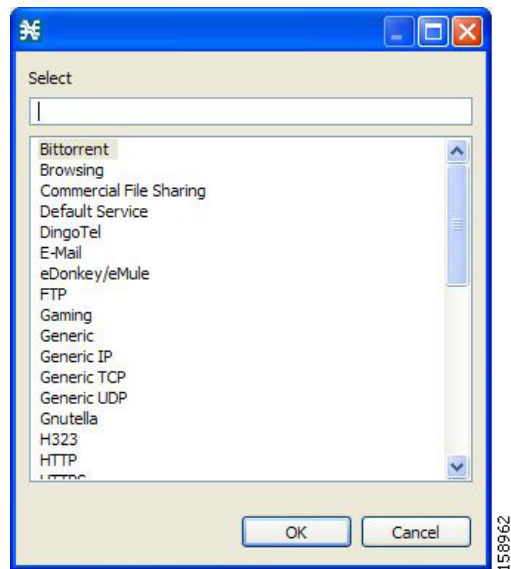 Select
Bittorrent
Browsing
Commercial File Sharing
Default Service
DingoTel
E-Mail
eDonkey/eMule
FTP
Gaming
Generic
Generic IP
Generic TCP
Generic UDP
Gnutella
H323
HTTP
HTTPS
OK Cancel
158962